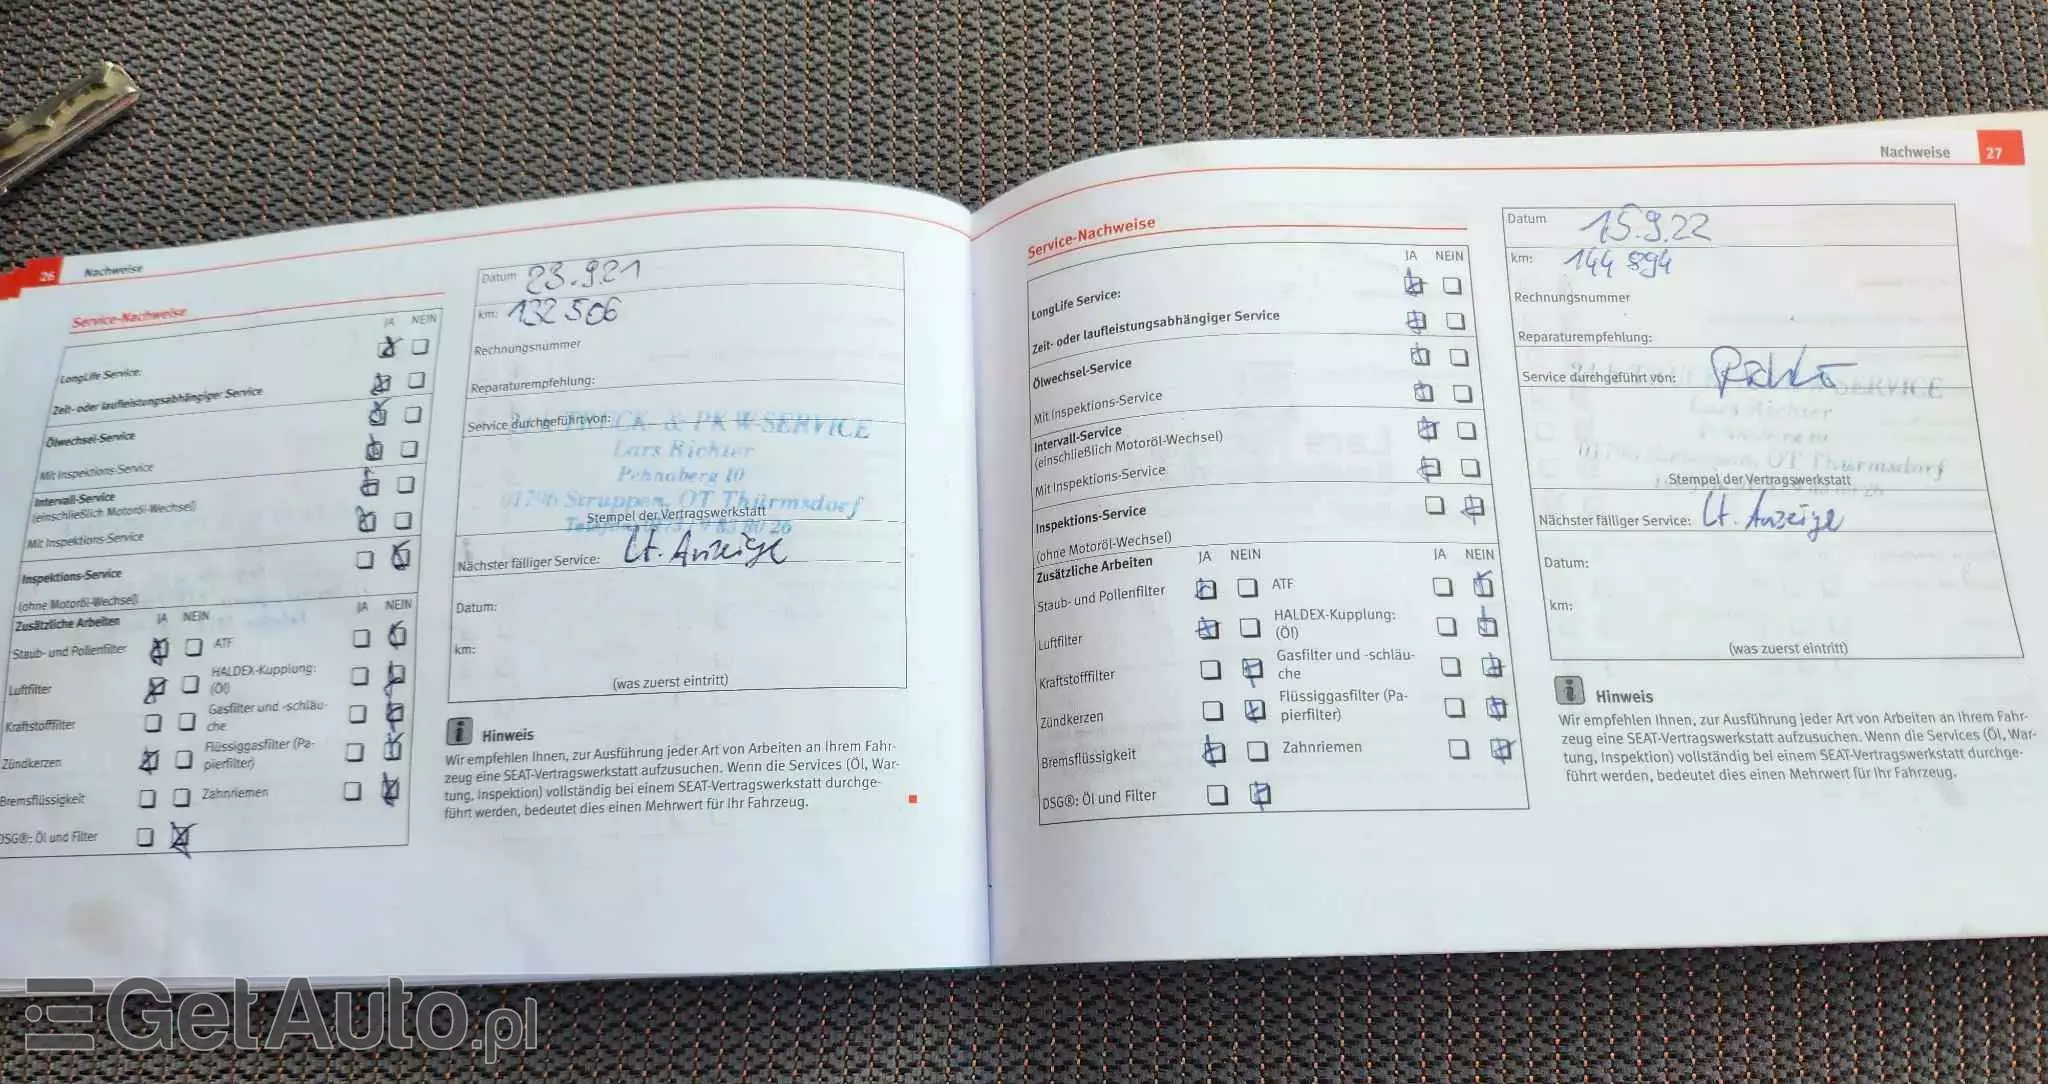 26 Nachweise
Service-Nachweise
JA NEIN
LongLife Service:
Zeit- oder laufleistungsabhängiger Service
Ölwechsel-Service
Mit Inspektions-Service
Intervall-Service
(einschließlich Motoröl-Wechsel)
Mit Inspektions-Service
Inspektions-Service
(ohne Motoröl-Wechsel)
Zusätzliche Arbeiten JA NEIN JA NEIN
Staub- und Pollenfilter ATF
Luftfilter HALDEX-Kupplung:
(Öl)
Kraftstofffilter Gasfilter und -schläu-
che
Zündkerzen Flüssiggasfilter (Pa-
pierfilter)
Bremsflüssigkeit Zahnriemen
DSG®: Öl und Filter
Datum 23.9.21
km: 132 506
Rechnungsnummer
Reparaturempfehlung:
Service durchgeführt von:
TRUCK- & PKW-SERVICE
Lars Richter
10
01796 Struppen, OT Thürmsdorf
Stempel der Vertragswerkstatt
Nächster fälliger Service: Lt. Anzeige
Datum:
km:
(was zuerst eintritt)
Hinweis
Wir empfehlen Ihnen, zur Ausführung jeder Art von Arbeiten an Ihrem Fahr-
zeug eine SEAT-Vertragswerkstatt aufzusuchen. Wenn die Services (Öl, War-
tung, Inspektion) vollständig bei einem SEAT-Vertragswerkstatt durchge-
führt werden, bedeutet dies einen Mehrwert für Ihr Fahrzeug.
Nachweise 27
Service-Nachweise
JA NEIN
LongLife Service:
Zeit- oder laufleistungsabhängiger Service
Ölwechsel-Service
Mit Inspektions-Service
Intervall-Service
(einschließlich Motoröl-Wechsel)
Mit Inspektions-Service
Inspektions-Service
(ohne Motoröl-Wechsel)
Zusätzliche Arbeiten JA NEIN JA NEIN
Staub- und Pollenfilter ATF
Luftfilter HALDEX-Kupplung:
(Öl)
Kraftstofffilter Gasfilter und -schläu-
che
Zündkerzen Flüssiggasfilter (Pa-
pierfilter)
Bremsflüssigkeit Zahnriemen
DSG®: Öl und Filter
Datum 15.9.22
km: 144 894
Rechnungsnummer
Reparaturempfehlung:
Service durchgeführt von:
SERVICE
Lars Richter
OT Thürmsdorf
Stempel der Vertragswerkstatt
Nächster fälliger Service: Lt. Anzeige
Datum:
km:
(was zuerst eintritt)
Hinweis
Wir empfehlen Ihnen, zur Ausführung jeder Art von Arbeiten an Ihrem Fahr-
zeug eine SEAT-Vertragswerkstatt aufzusuchen. Wenn die Services (Öl, War-
tung, Inspektion) vollständig bei einem SEAT-Vertragswerkstatt durchge-
führt werden, bedeutet dies einen Mehrwert für Ihr Fahrzeug.
GetAuto.pl